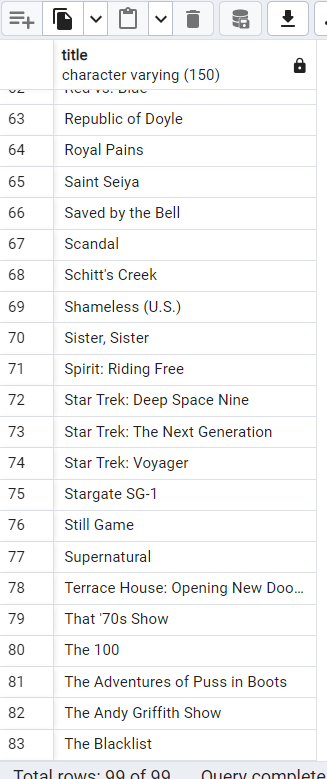 title
character varying (150)
62 Red vs. Blue
63 Republic of Doyle
64 Royal Pains
65 Saint Seiya
66 Saved by the Bell
67 Scandal
68 Schitt's Creek
69 Shameless (U.S.)
70 Sister, Sister
71 Spirit: Riding Free
72 Star Trek: Deep Space Nine
73 Star Trek: The Next Generation
74 Star Trek: Voyager
75 Stargate SG-1
76 Still Game
77 Supernatural
78 Terrace House: Opening New Doo...
79 That '70s Show
80 The 100
81 The Adventures of Puss in Boots
82 The Andy Griffith Show
83 The Blacklist
Total rows: 99 of 99 Query complete